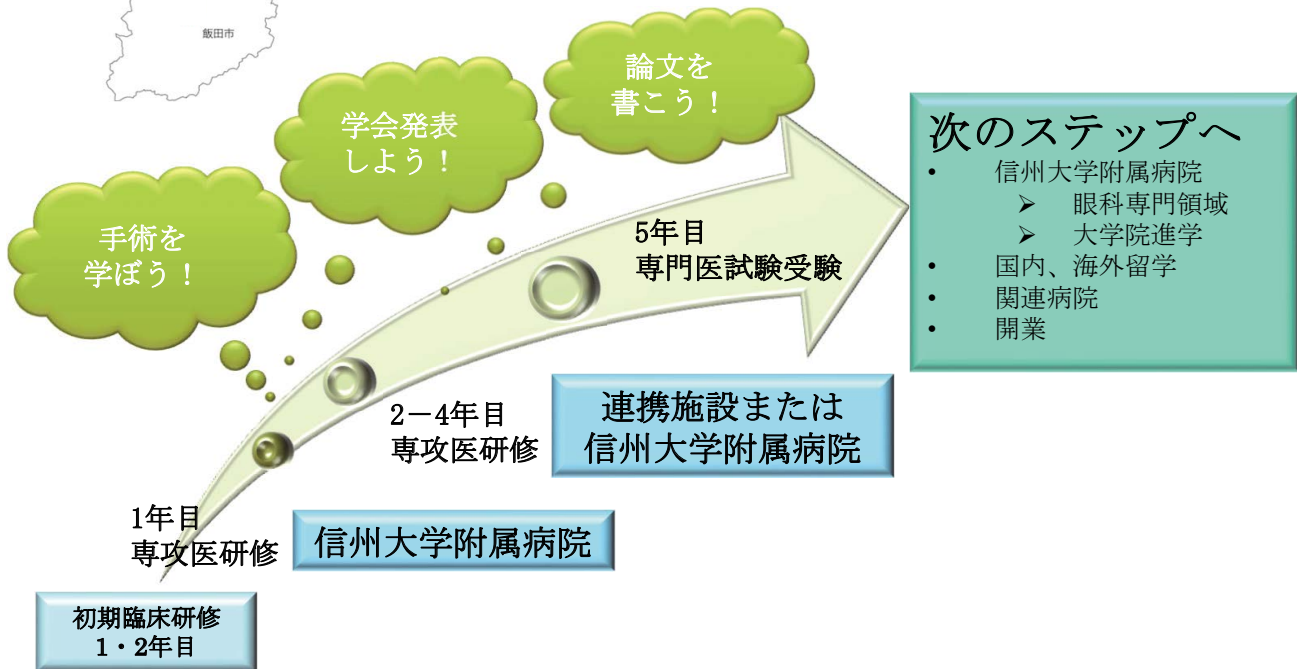 飯田市
論文を
書こう！
学会発表
しよう！
手術を
学ぼう！
次のステップへ
• 信州大学附属病院
➢ 眼科専門領域
➢ 大学院進学
• 国内、海外留学
• 関連病院
• 開業
5年目
専門医試験受験
2－4年目
専攻医研修
連携施設または
信州大学附属病院
1年目
専攻医研修
信州大学附属病院
初期臨床研修
1・2年目